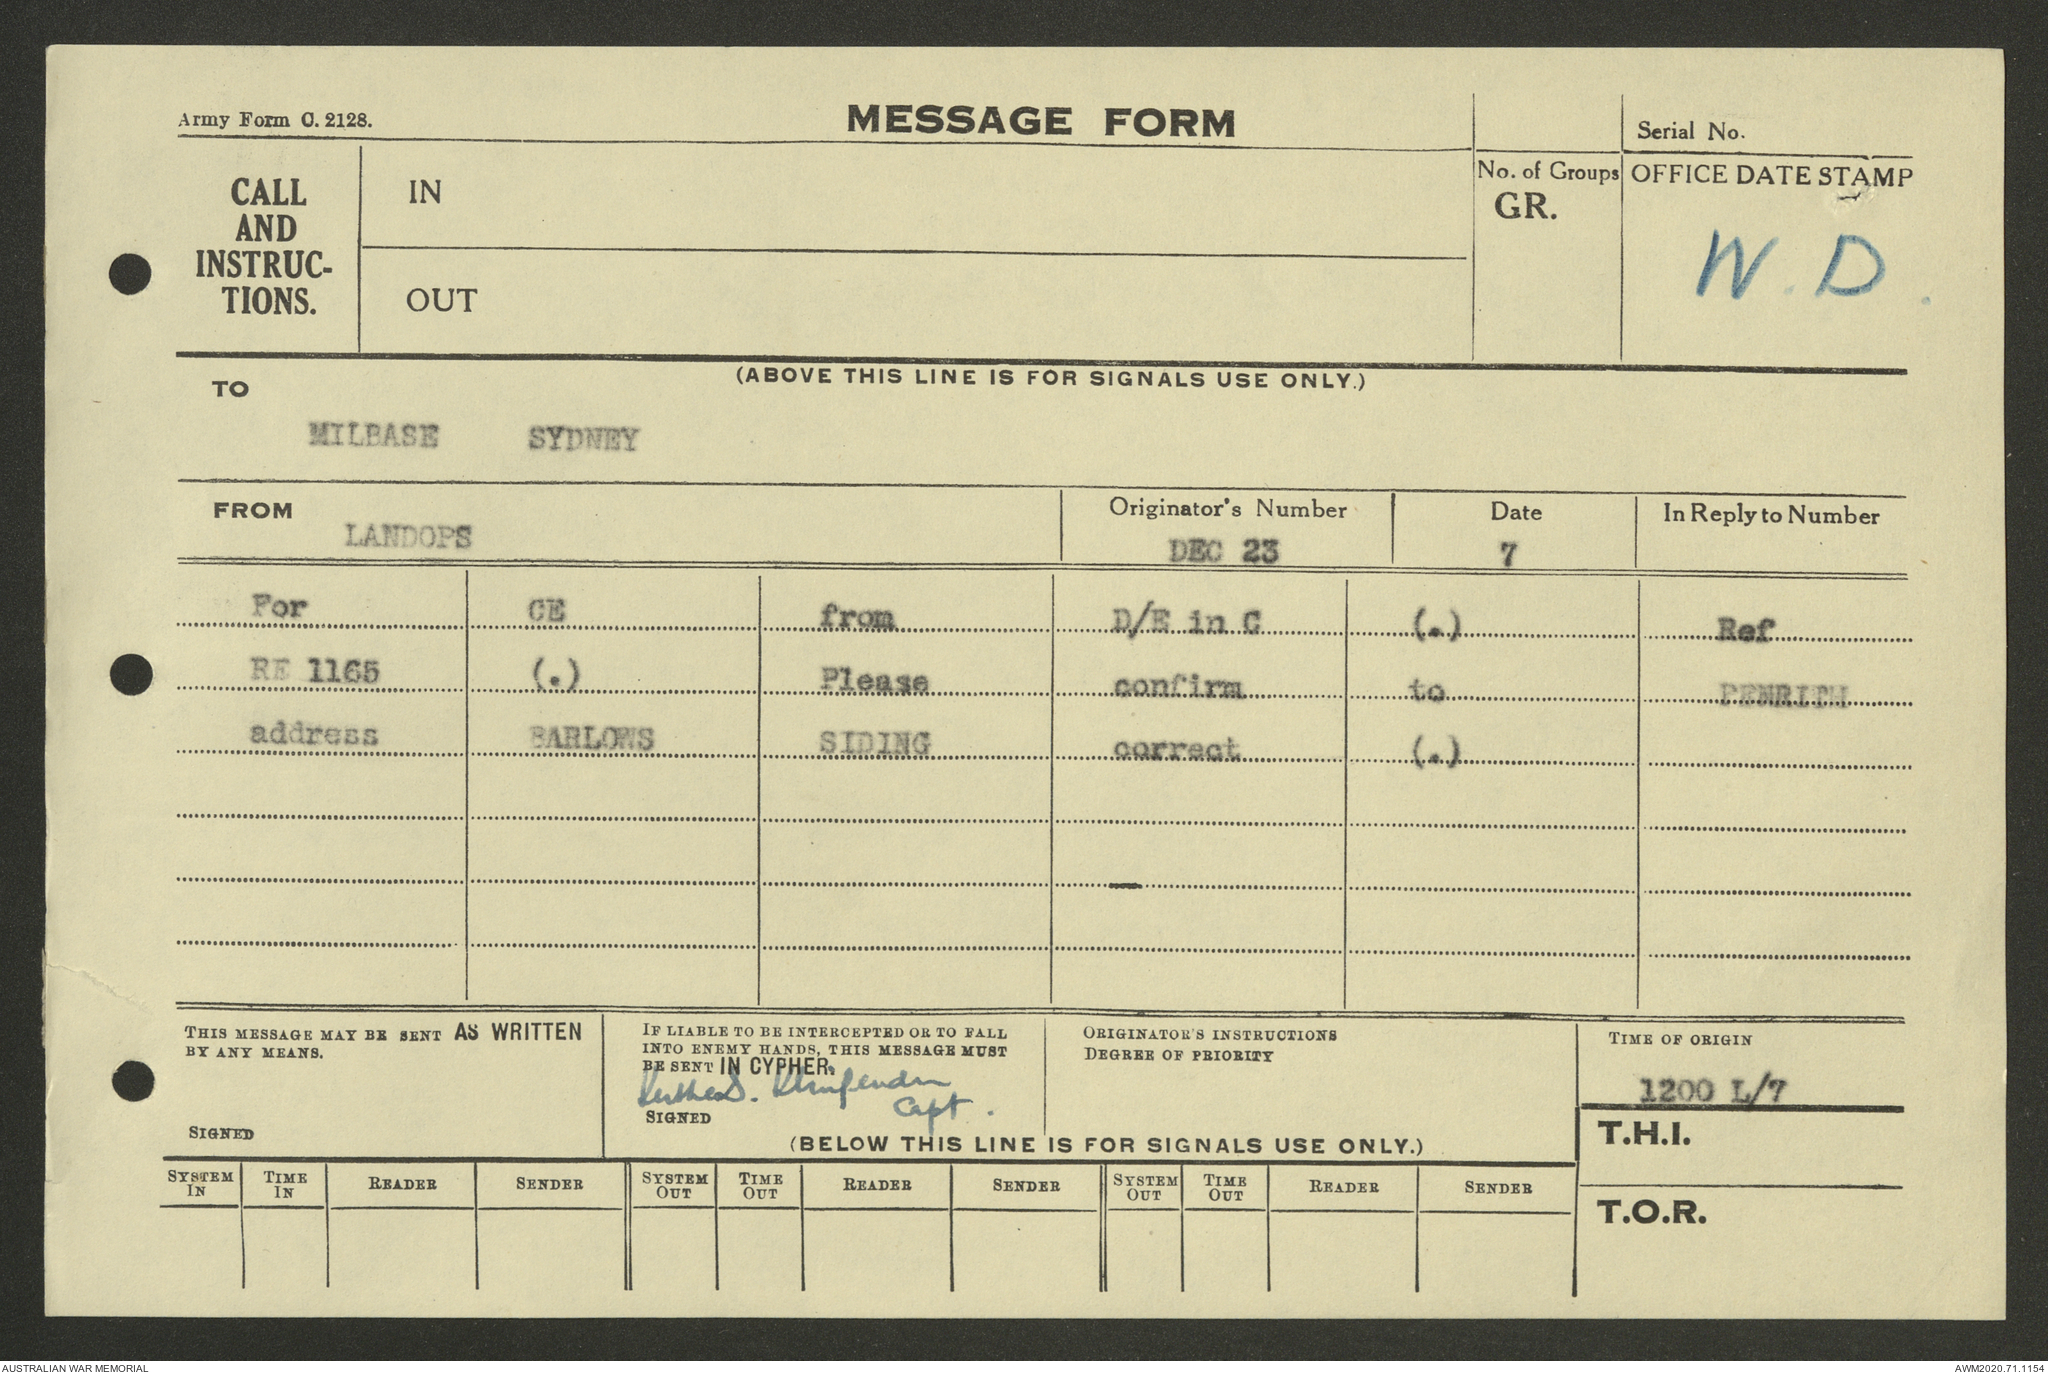 Army Form C. 2128.
MESSAGE FORM
Serial No.
CALL
AND
INSTRUC-
TIONS.
IN
OUT
No. of Groups
GR.
OFFICE DATE STAMP
W. D.
(ABOVE THIS LINE IS FOR SIGNALS USE ONLY.)
TO
MILBASE SYDNEY
FROM
LANDOPS
Originator's Number
DEC 23
Date
7
In Reply to Number
For CE from D/E in C (.) Ref
RE 1165 (.) Please confirm to PENRITH
address BARLOWS SIDING correct (.)
THIS MESSAGE MAY BE SENT AS WRITTEN
BY ANY MEANS.
SIGNED
IF LIABLE TO BE INTERCEPTED OR TO FALL
INTO ENEMY HANDS, THIS MESSAGE MUST
BE SENT IN CYPHER.
Capt.
SIGNED
ORIGINATOR'S INSTRUCTIONS
DEGREE OF PRIORITY
TIME OF ORIGIN
1200 L/7
T.H.I.
T.O.R.
(BELOW THIS LINE IS FOR SIGNALS USE ONLY.)
SYSTEM IN TIME IN READER SENDER SYSTEM OUT TIME OUT READER SENDER SYSTEM OUT TIME OUT READER SENDER
AUSTRALIAN WAR MEMORIAL
AWM2020.71.1154